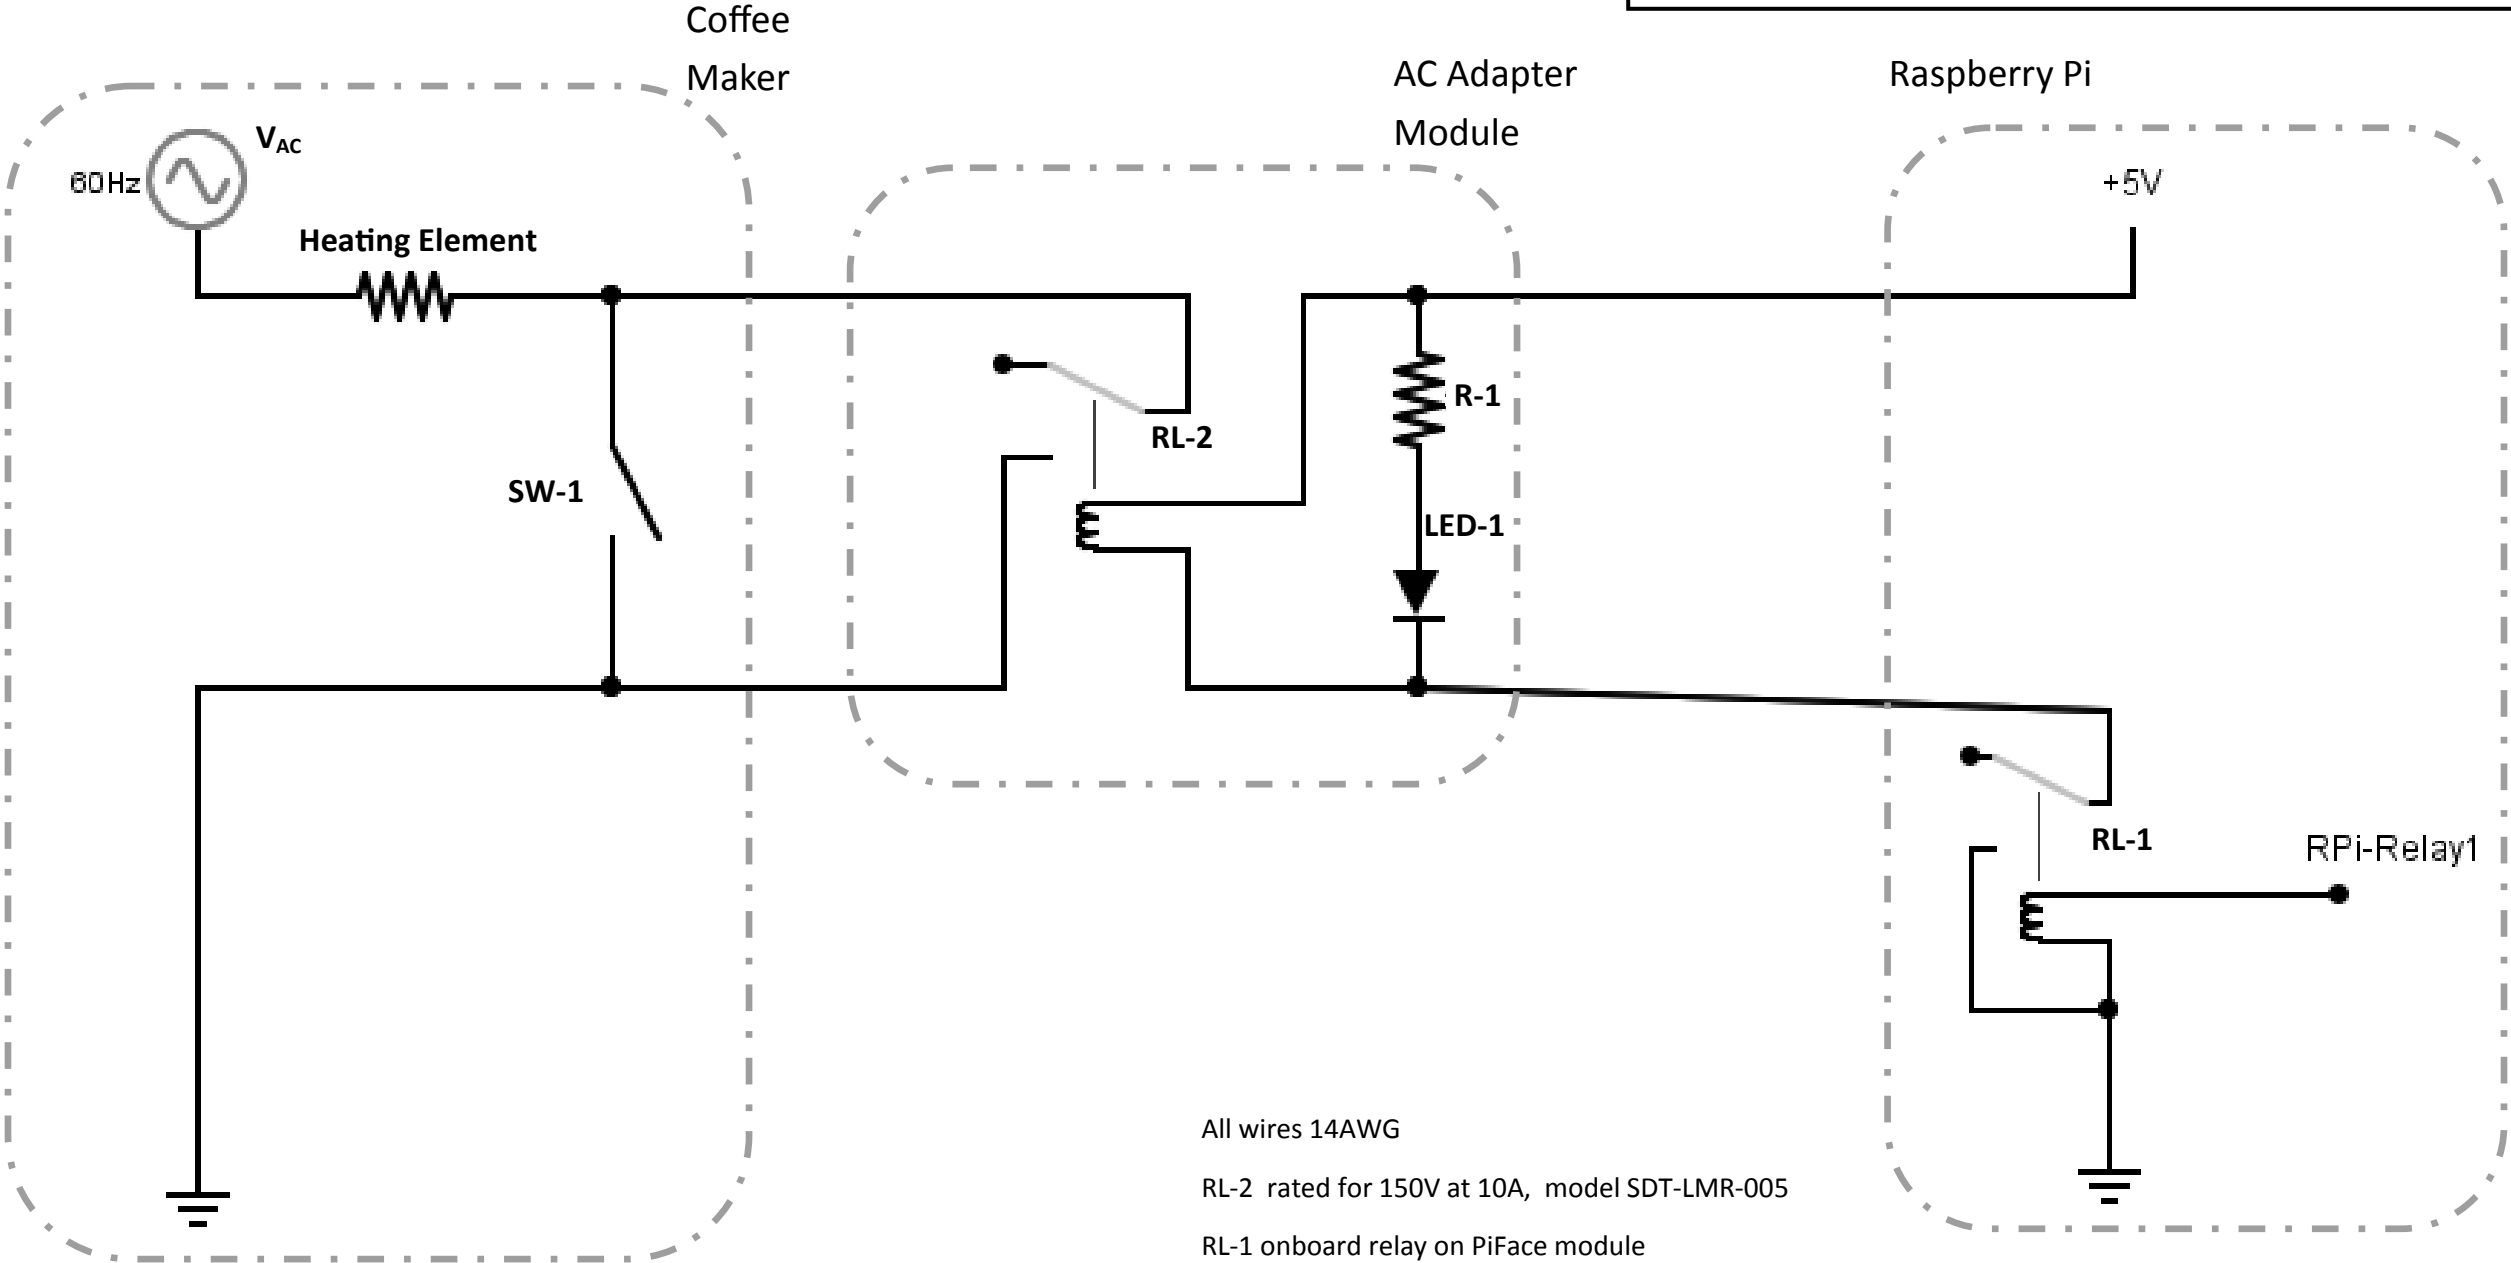 Coffee
Maker
AC Adapter
Module
Raspberry Pi
V_AC
60Hz
+5V
Heating Element
R-1
RL-2
SW-1
LED-1
RL-1
RPi-Relay1
All wires 14AWG
RL-2  rated for 150V at 10A,  model SDT-LMR-005
RL-1 onboard relay on PiFace module